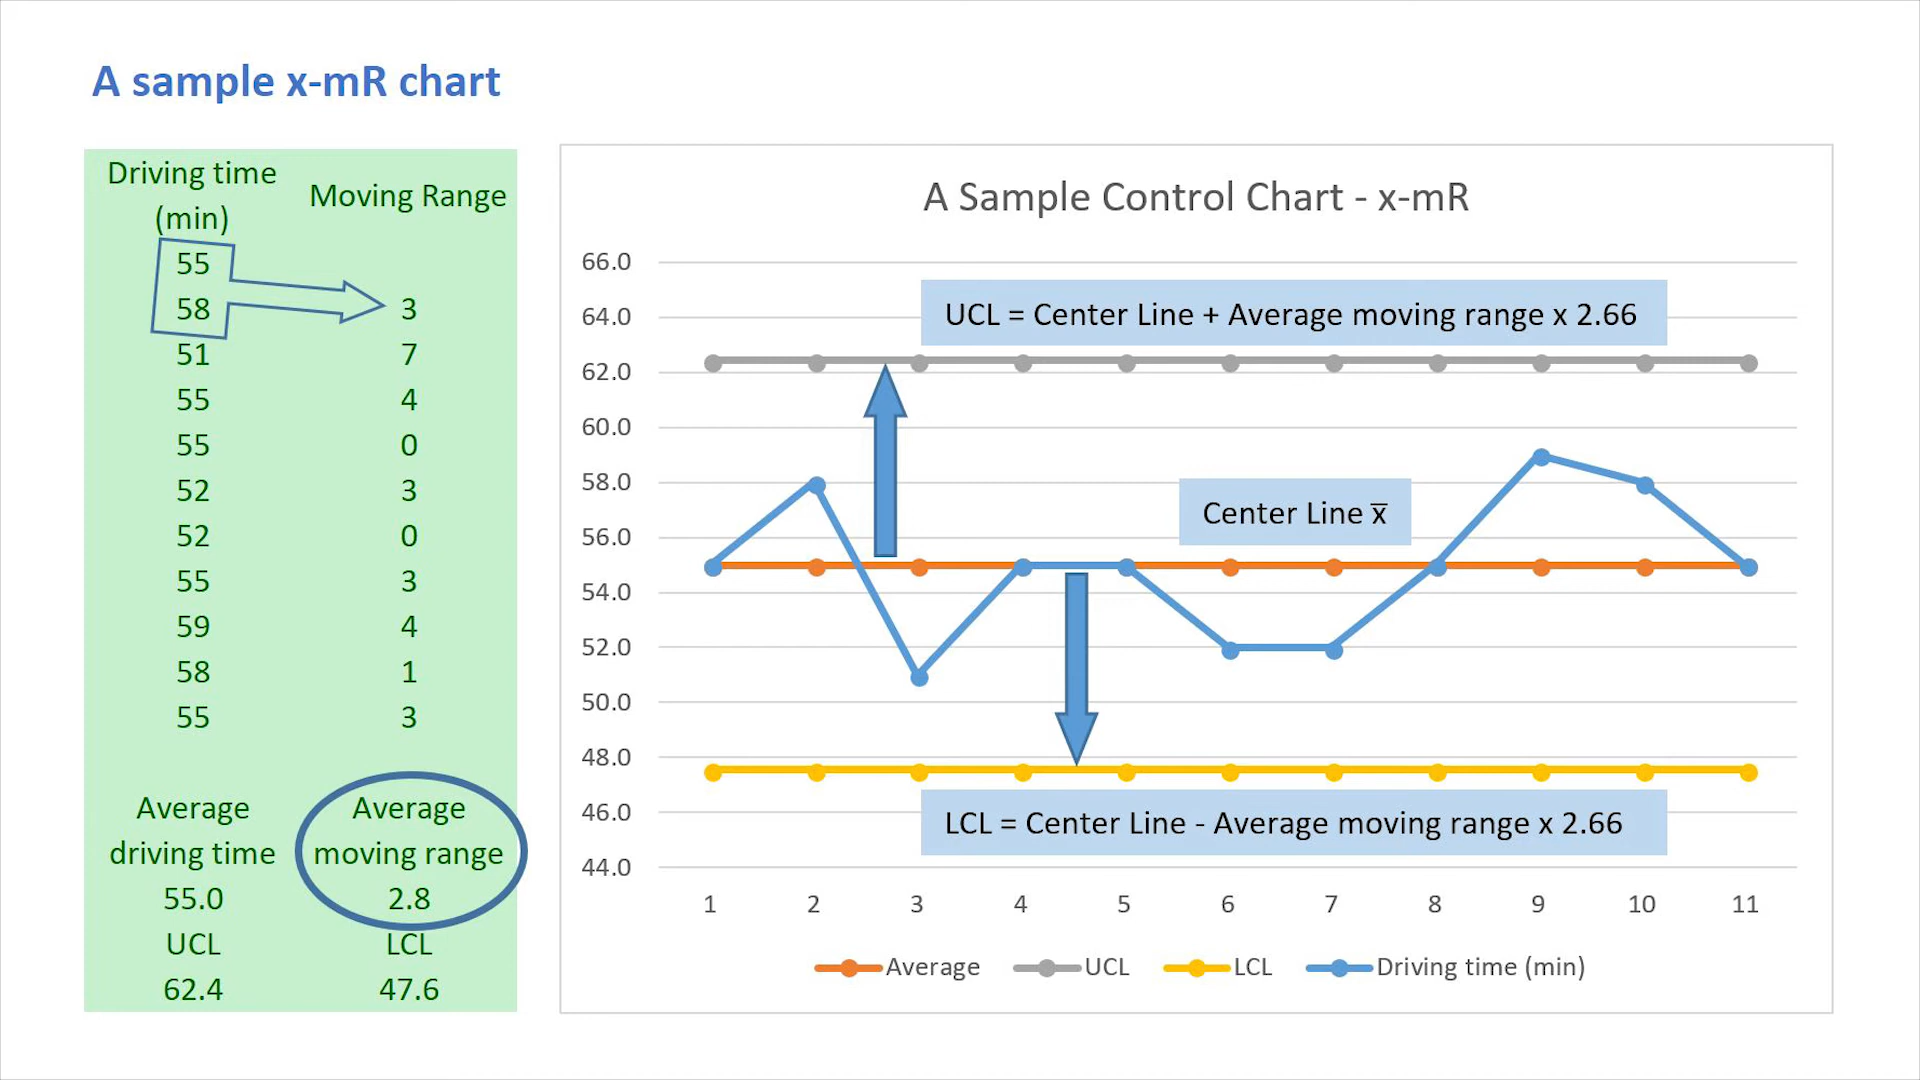 A sample x-mR chart
Driving time
(min)
Moving Range
55
58 3
51 7
55 4
55 0
52 3
52 0
55 3
59 4
58 1
55 3
Average
driving time
55.0
Average
moving range
2.8
UCL LCL
62.4 47.6
A Sample Control Chart - x-mR
66.0
64.0
62.0
60.0
58.0
56.0
54.0
52.0
50.0
48.0
46.0
44.0
UCL = Center Line + Average moving range x 2.66
Center Line x̅
LCL = Center Line - Average moving range x 2.66
1 2 3 4 5 6 7 8 9 10 11
Average UCL LCL Driving time (min)